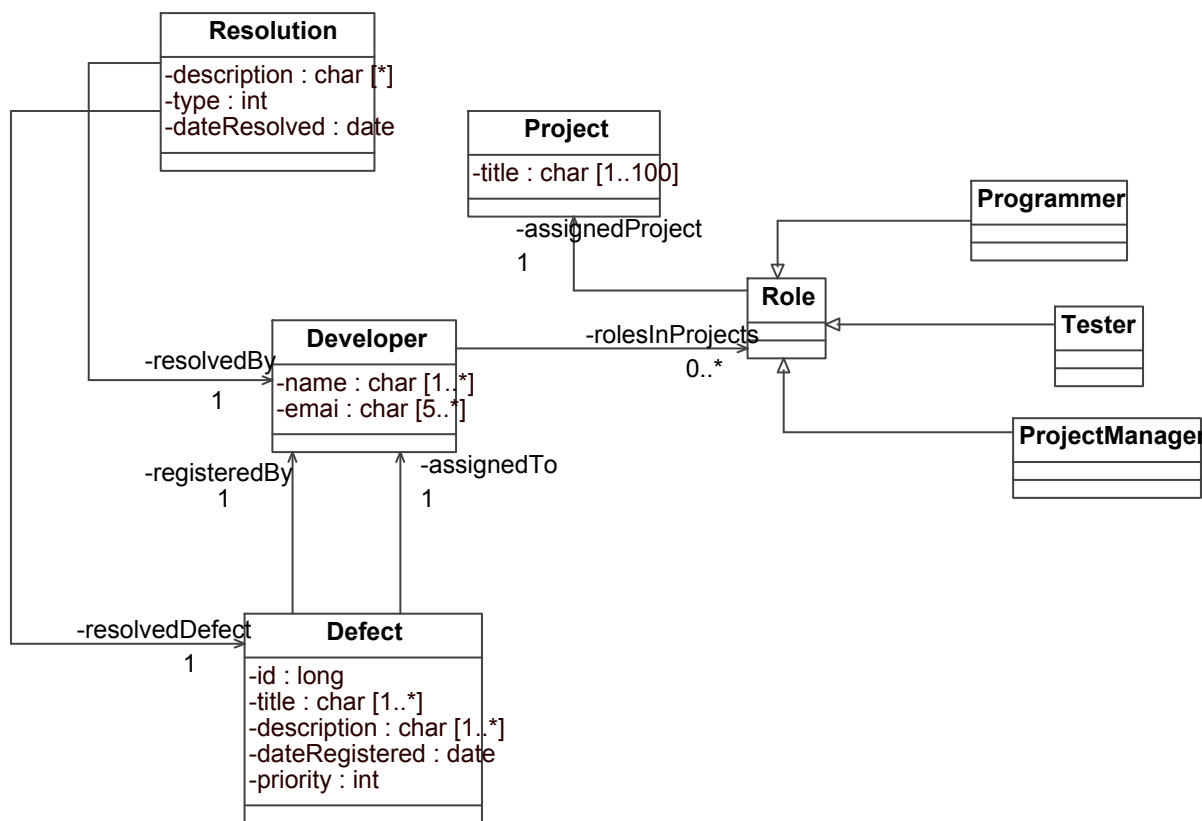 Resolution
-description : char [*]
-type : int
-dateResolved : date
Project
-title : char [1..100]
-assignedProject
1
Programmer
Role
Tester
ProjectManager
Developer
-name : char [1..*]
-emai : char [5..*]
-rolesInProjects
0..*
-resolvedBy
1
-registeredBy
1
-assignedTo
1
-resolvedDefect
1
Defect
-id : long
-title : char [1..*]
-description : char [1..*]
-dateRegistered : date
-priority : int